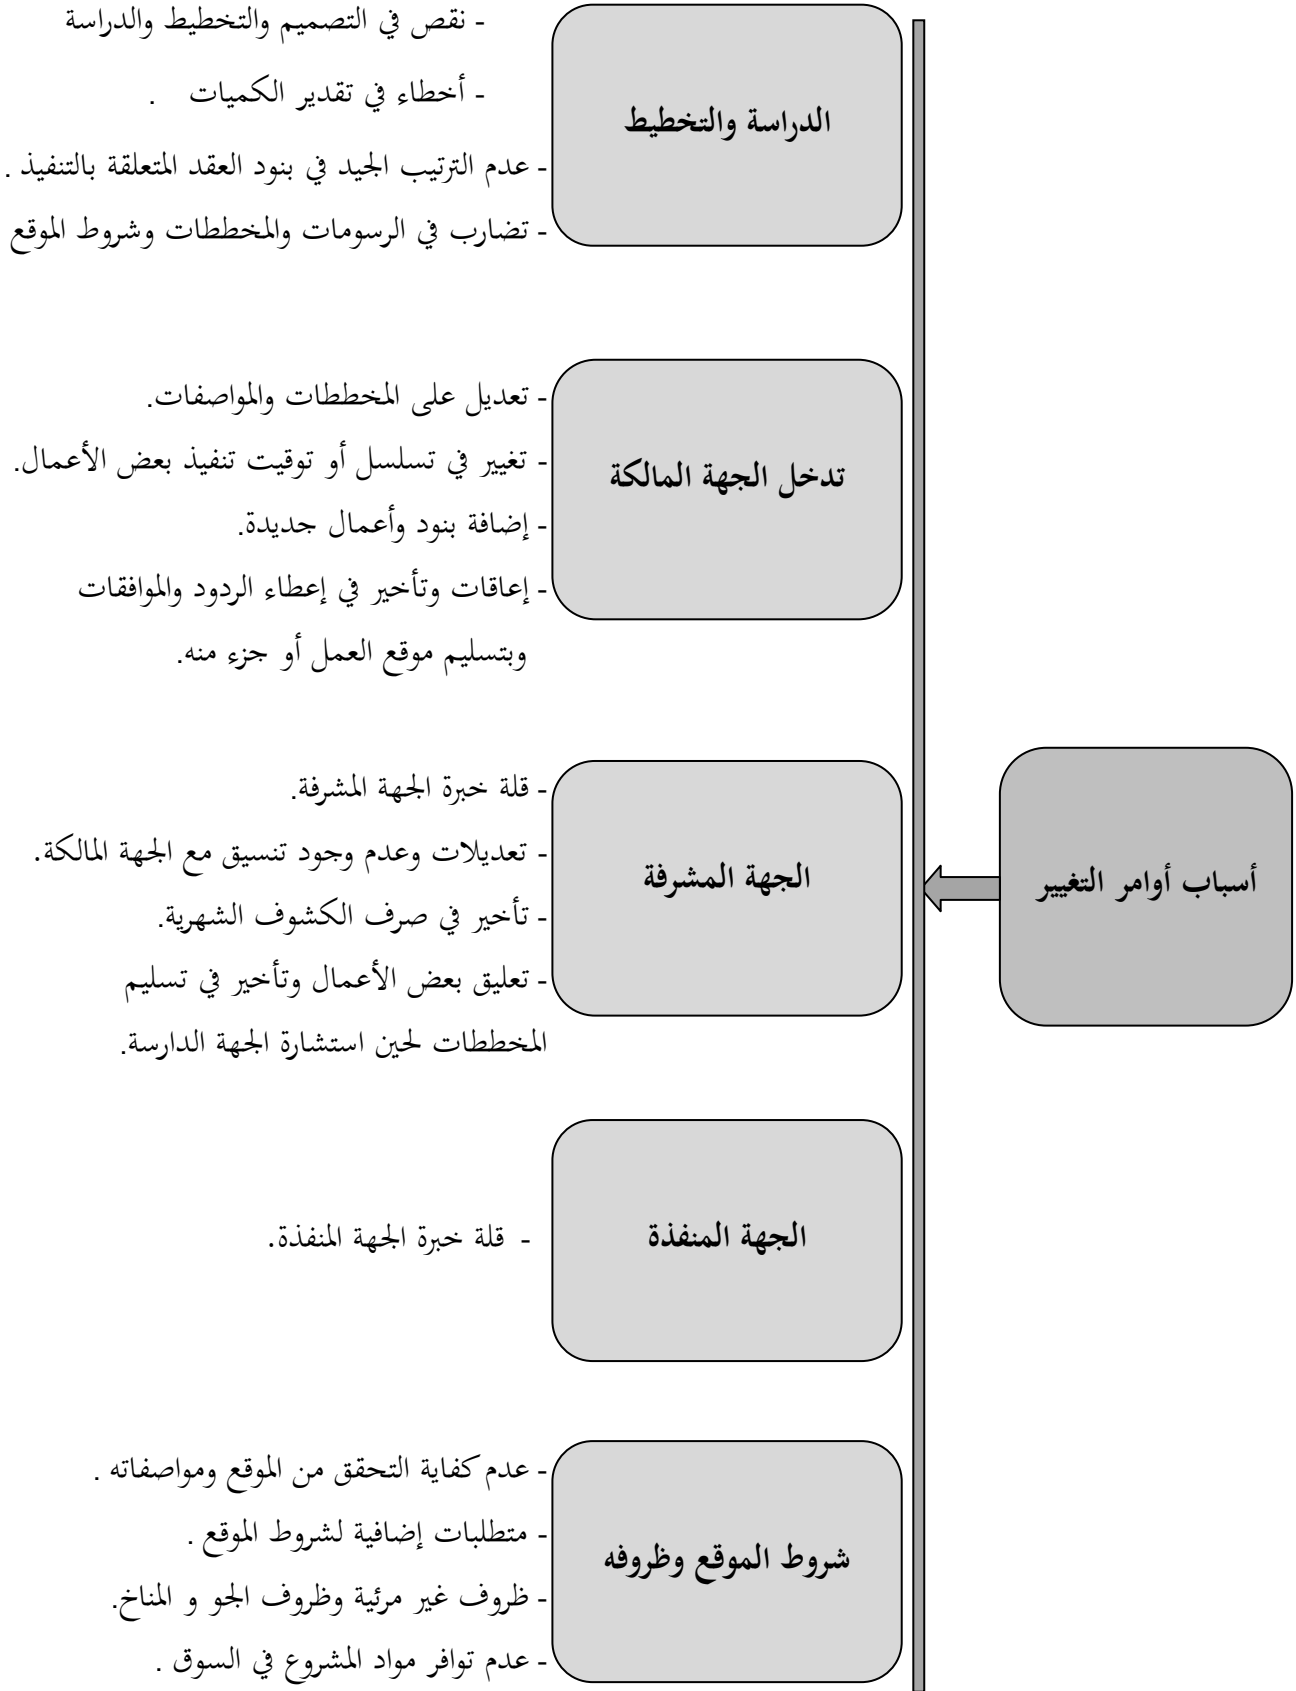 أسباب أوامر التغيير
الدراسة والتخطيط
- نقص في التصميم والتخطيط والدراسة
- أخطاء في تقدير الكميات .
- عدم الترتيب الجيد في بنود العقد المتعلقة بالتنفيذ .
- تضارب في الرسومات والمخططات وشروط الموقع
تدخل الجهة المالكة
- تعديل على المخططات والمواصفات.
- تغيير في تسلسل أو توقيت تنفيذ بعض الأعمال.
- إضافة بنود وأعمال جديدة.
- إعاقات وتأخير في إعطاء الردود والموافقات
وبتسليم موقع العمل أو جزء منه.
الجهة المشرفة
- قلة خبرة الجهة المشرفة.
- تعديلات وعدم وجود تنسيق مع الجهة المالكة.
- تأخير في صرف الكشوف الشهرية.
- تعليق بعض الأعمال وتأخير في تسليم
المخططات لحين استشارة الجهة الدارسة.
الجهة المنفذة
- قلة خبرة الجهة المنفذة.
شروط الموقع وظروفه
- عدم كفاية التحقق من الموقع ومواصفاته .
- متطلبات إضافية لشروط الموقع .
- ظروف غير مرئية وظروف الجو و المناخ.
- عدم توافر مواد المشروع في السوق .